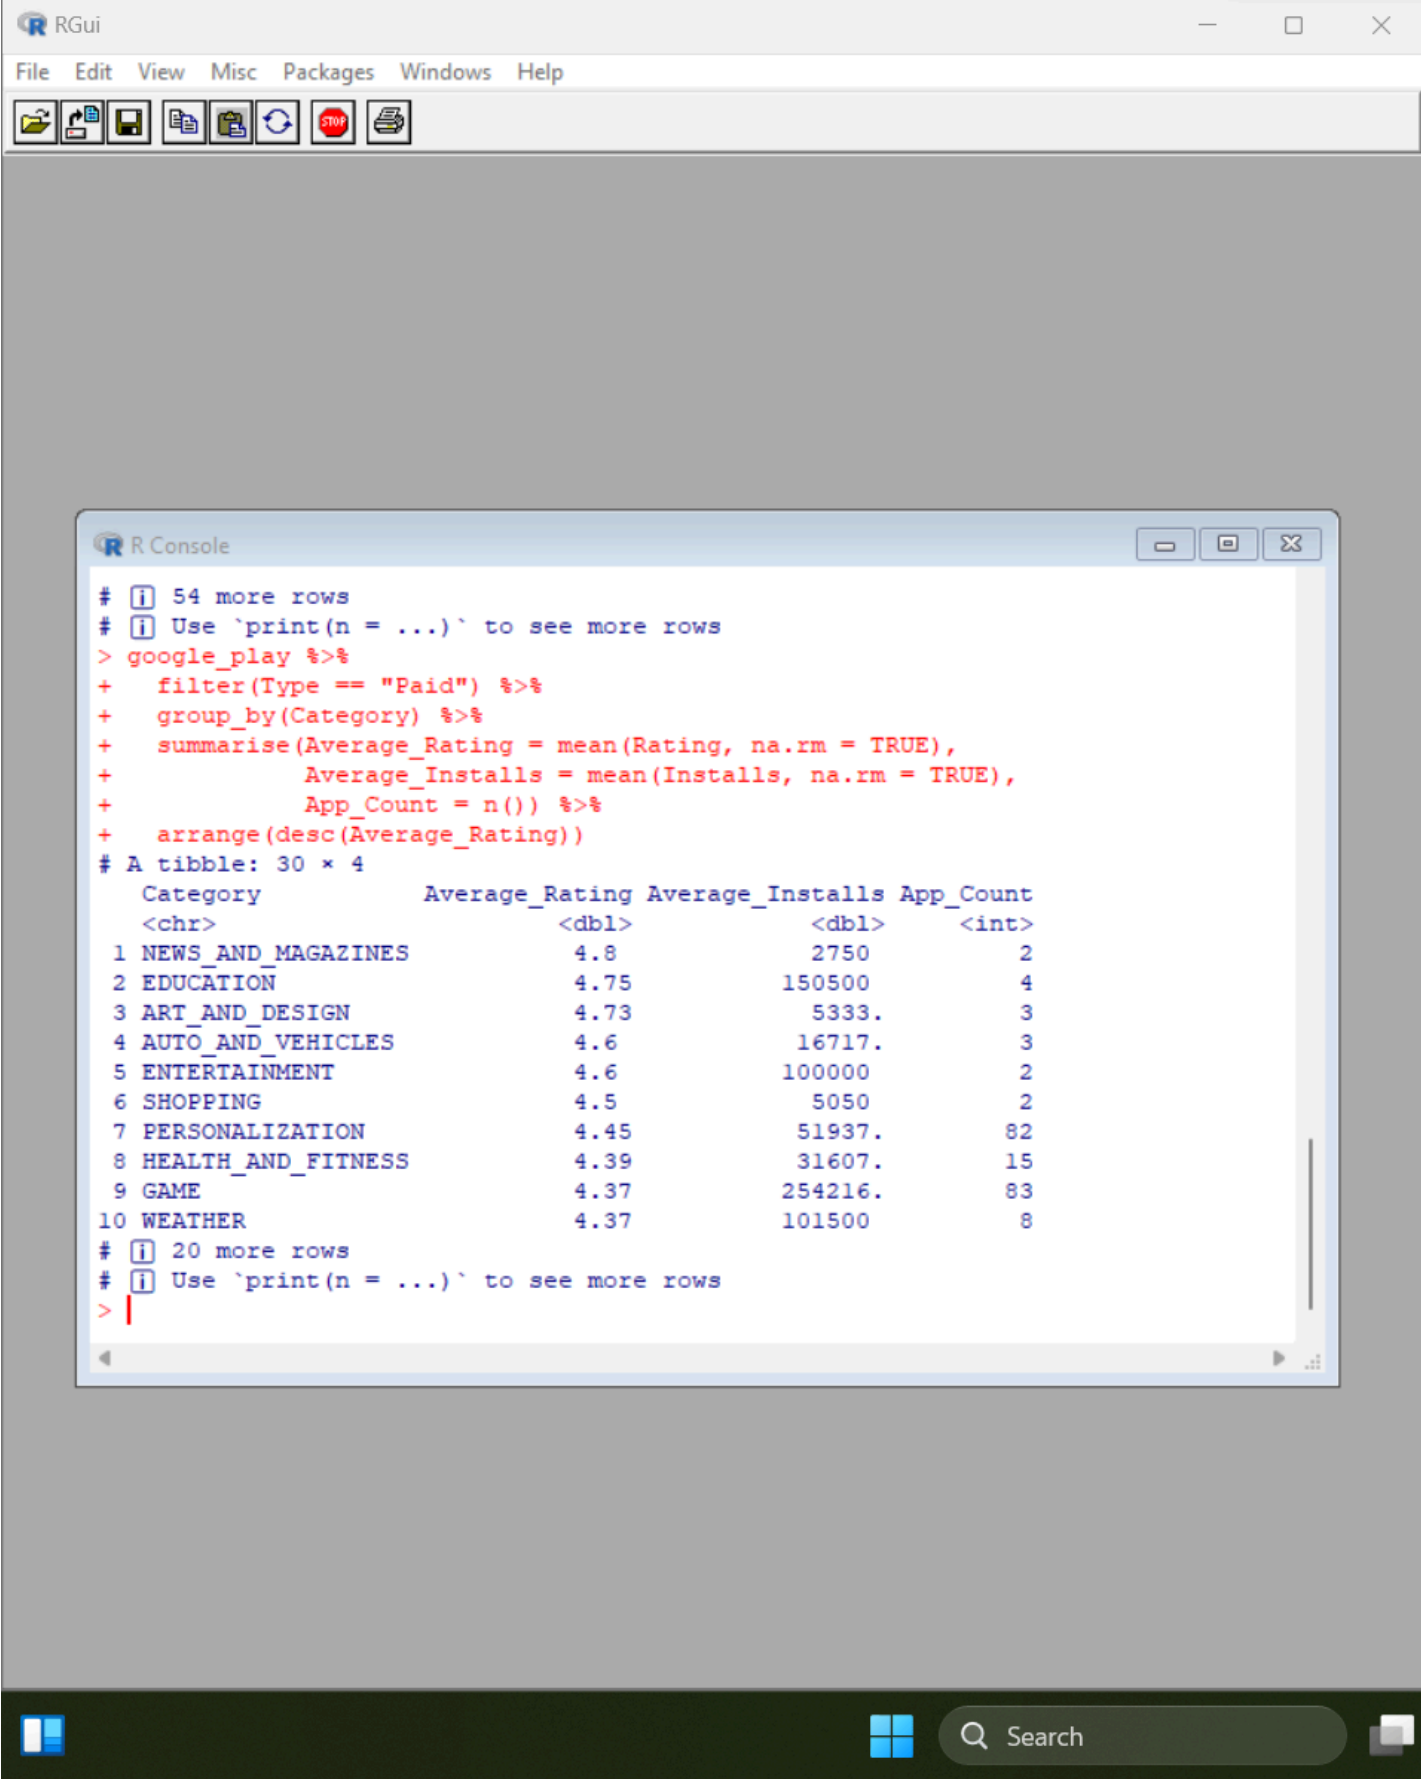 RGui
File Edit View Misc Packages Windows Help
STOP
R Console
# i 54 more rows
# i Use `print(n = ...)` to see more rows
> google_play %>%
+   filter(Type == "Paid") %>%
+   group_by(Category) %>%
+   summarise(Average_Rating = mean(Rating, na.rm = TRUE),
+             Average_Installs = mean(Installs, na.rm = TRUE),
+             App_Count = n()) %>%
+   arrange(desc(Average_Rating))
# A tibble: 30 × 4
   Category           Average_Rating Average_Installs App_Count
   <chr>                       <dbl>            <dbl>     <int>
 1 NEWS_AND_MAGAZINES           4.8             2750          2
 2 EDUCATION                    4.75          150500          4
 3 ART_AND_DESIGN               4.73            5333.         3
 4 AUTO_AND_VEHICLES            4.6            16717.         3
 5 ENTERTAINMENT                4.6           100000          2
 6 SHOPPING                     4.5             5050          2
 7 PERSONALIZATION              4.45           51937.        82
 8 HEALTH_AND_FITNESS           4.39           31607.        15
 9 GAME                         4.37          254216.        83
10 WEATHER                      4.37          101500          8
# i 20 more rows
# i Use `print(n = ...)` to see more rows
>
Search